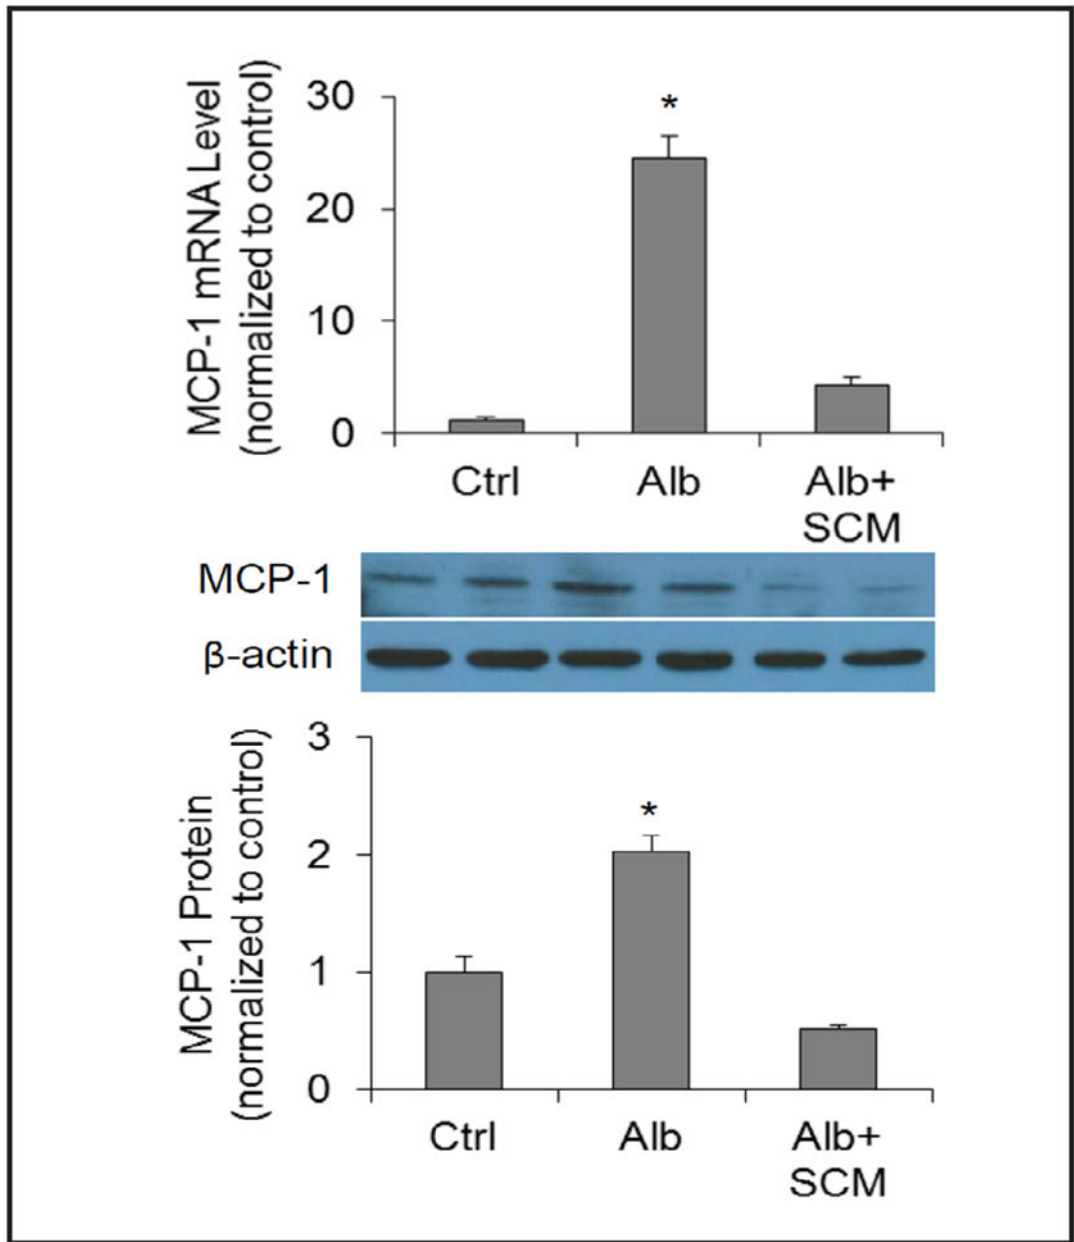 MCP-1 mRNA Level
(normalized to control)
30
20
10
0
*
Ctrl
Alb
Alb+
SCM
MCP-1
β-actin
MCP-1 Protein
(normalized to control)
3
2
1
0
*
Ctrl
Alb
Alb+
SCM